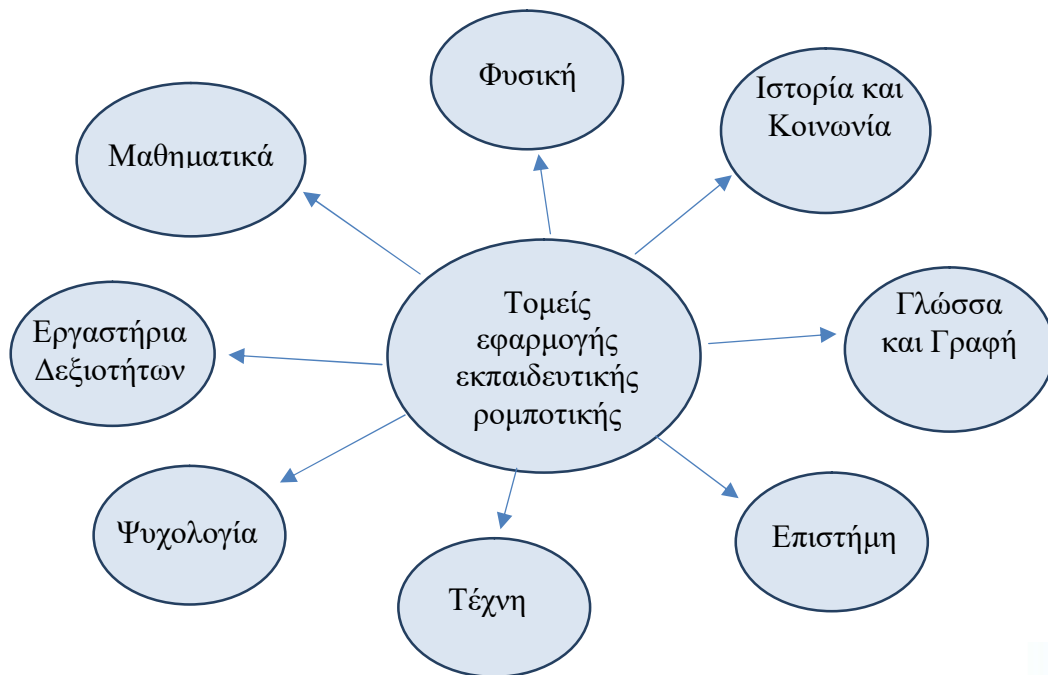 Φυσική
Ιστορία και
Κοινωνία
Μαθηματικά
Τομείς
εφαρμογής
εκπαιδευτικής
ρομποτικής
Γλώσσα
και Γραφή
Εργαστήρια
Δεξιοτήτων
Ψυχολογία
Επιστήμη
Τέχνη